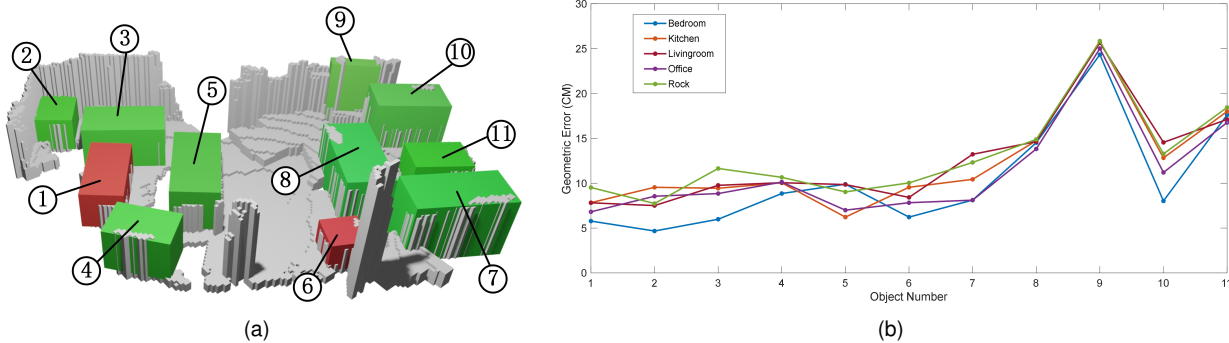 ①
②
③
④
⑤
⑥
⑦
⑧
⑨
⑩
⑪
(a)
30
25
20
15
10
5
0
Geometric Error (CM)
Bedroom
Kitchen
Livingroom
Office
Rock
1 2 3 4 5 6 7 8 9 10 11
Object Number
(b)